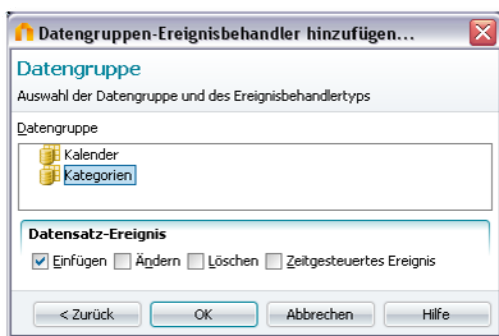 Datengruppen-Ereignisbehandler hinzufügen...
Datengruppe
Auswahl der Datengruppe und des Ereignisbehandlertyps
Datengruppe
Kalender
Kategorien
Datensatz-Ereignis
Einfügen Ändern Löschen Zeitgesteuertes Ereignis
< Zurück OK Abbrechen Hilfe